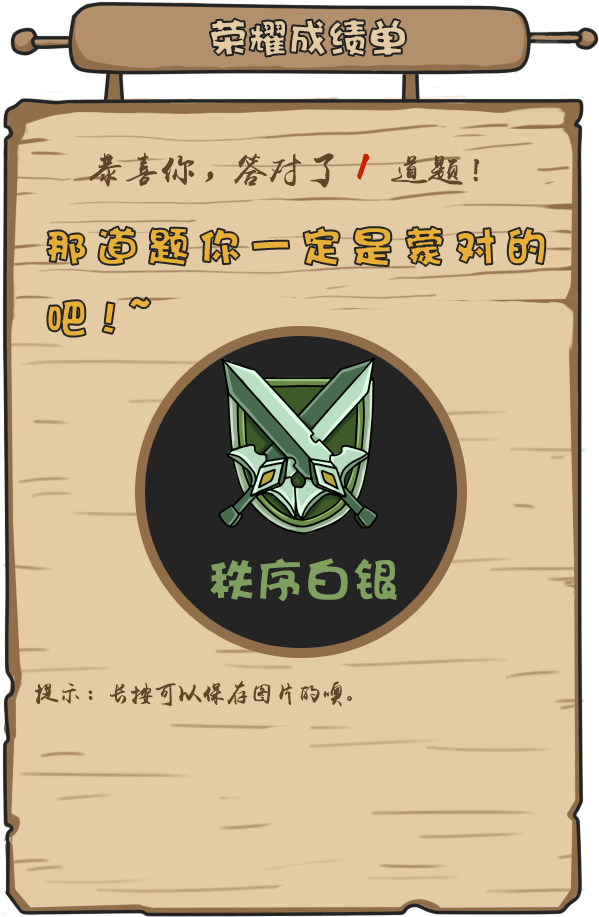 荣耀成绩单
恭喜你，答对了1道题！
那道题你一定是蒙对的
吧！~
秩序白银
提示：长按可以保存图片的噢。